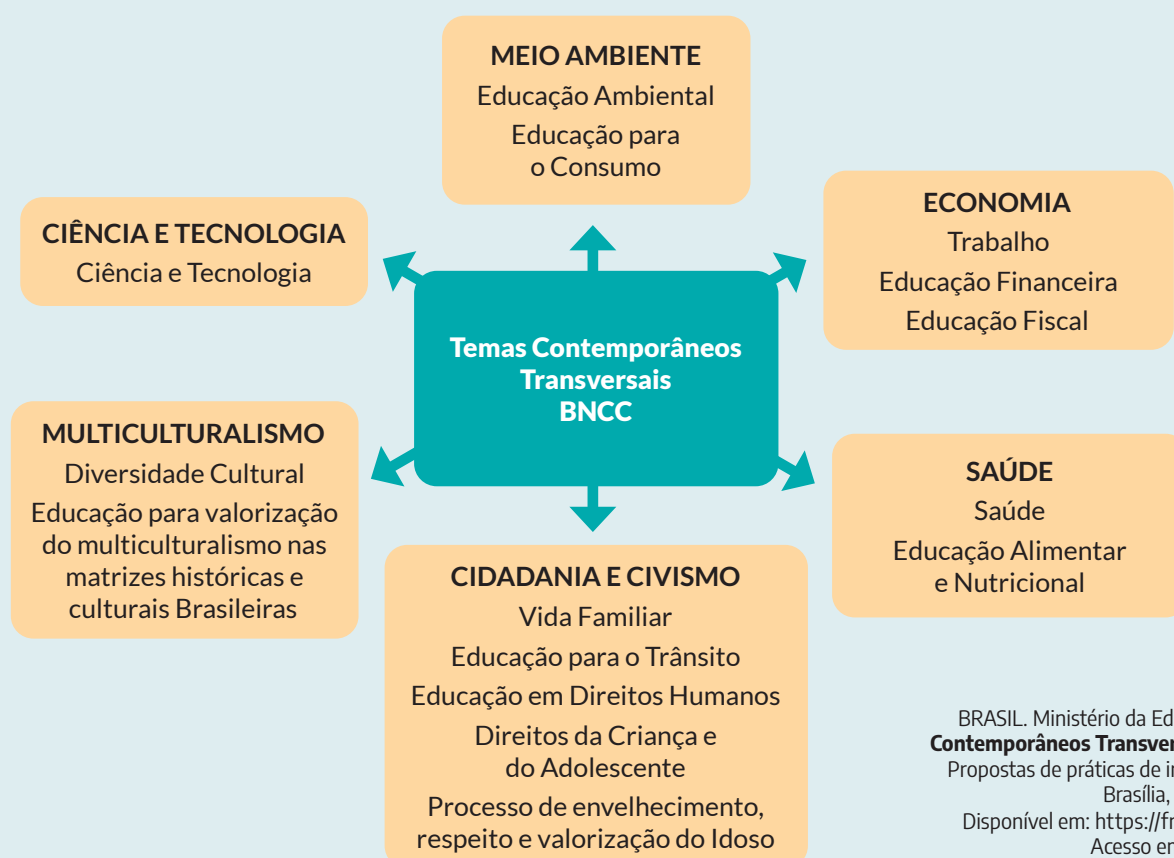 MEIO AMBIENTE
Educação Ambiental
Educação para
o Consumo
CIÊNCIA E TECNOLOGIA
Ciência e Tecnologia
ECONOMIA
Trabalho
Educação Financeira
Educação Fiscal
Temas Contemporâneos
Transversais
BNCC
MULTICULTURALISMO
Diversidade Cultural
Educação para valorização
do multiculturalismo nas
matrizes históricas e
culturais Brasileiras
SAÚDE
Saúde
Educação Alimentar
e Nutricional
CIDADANIA E CIVISMO
Vida Familiar
Educação para o Trânsito
Educação em Direitos Humanos
Direitos da Criança e
do Adolescente
Processo de envelhecimento,
respeito e valorização do Idoso
BRASIL. Ministério da
Contemporâneos
Propostas de práticas de
Brasília,
Disponível em:
Acesso